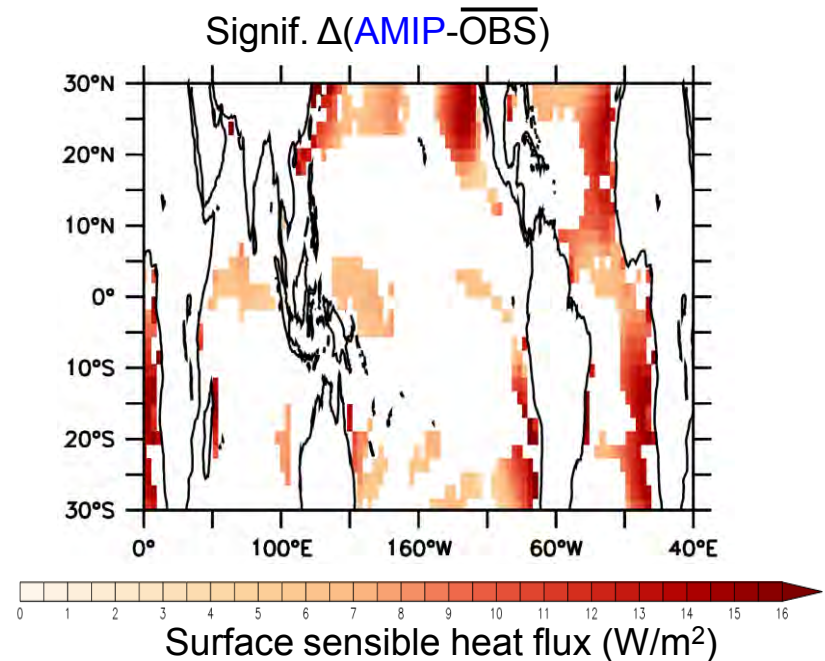 Signif. Δ(AMIP-OBS)
30°N
20°N
10°N
0°
10°S
20°S
30°S
0° 100°E 160°W 60°W 40°E
0 1 2 3 4 5 6 7 8 9 10 11 12 13 14 15 16
Surface sensible heat flux (W/m²)